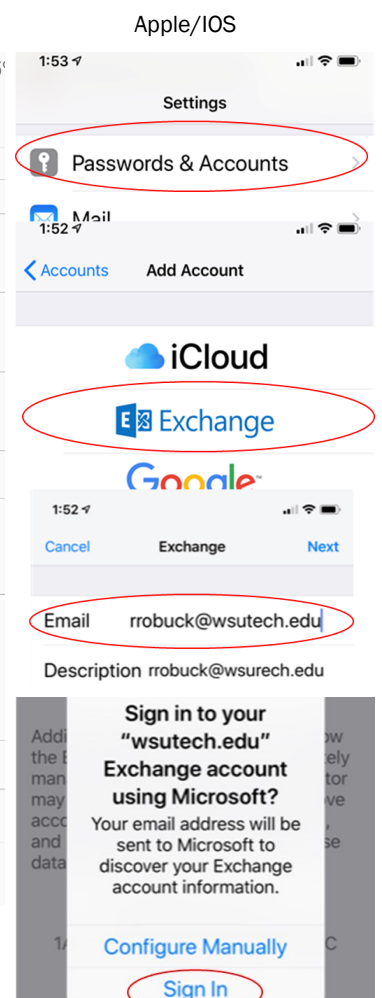 Apple/IOS
1:53
Settings
Passwords & Accounts
Mail
1:52
Accounts Add Account
iCloud
Exchange
Google
1:52
Cancel Exchange Next
Email rrobuck@wsutech.edu
Description rrobuck@wsurech.edu
Sign in to your
"wsutech.edu"
Exchange account
using Microsoft?
Your email address will be
sent to Microsoft to
discover your Exchange
account information.
Configure Manually
Sign In